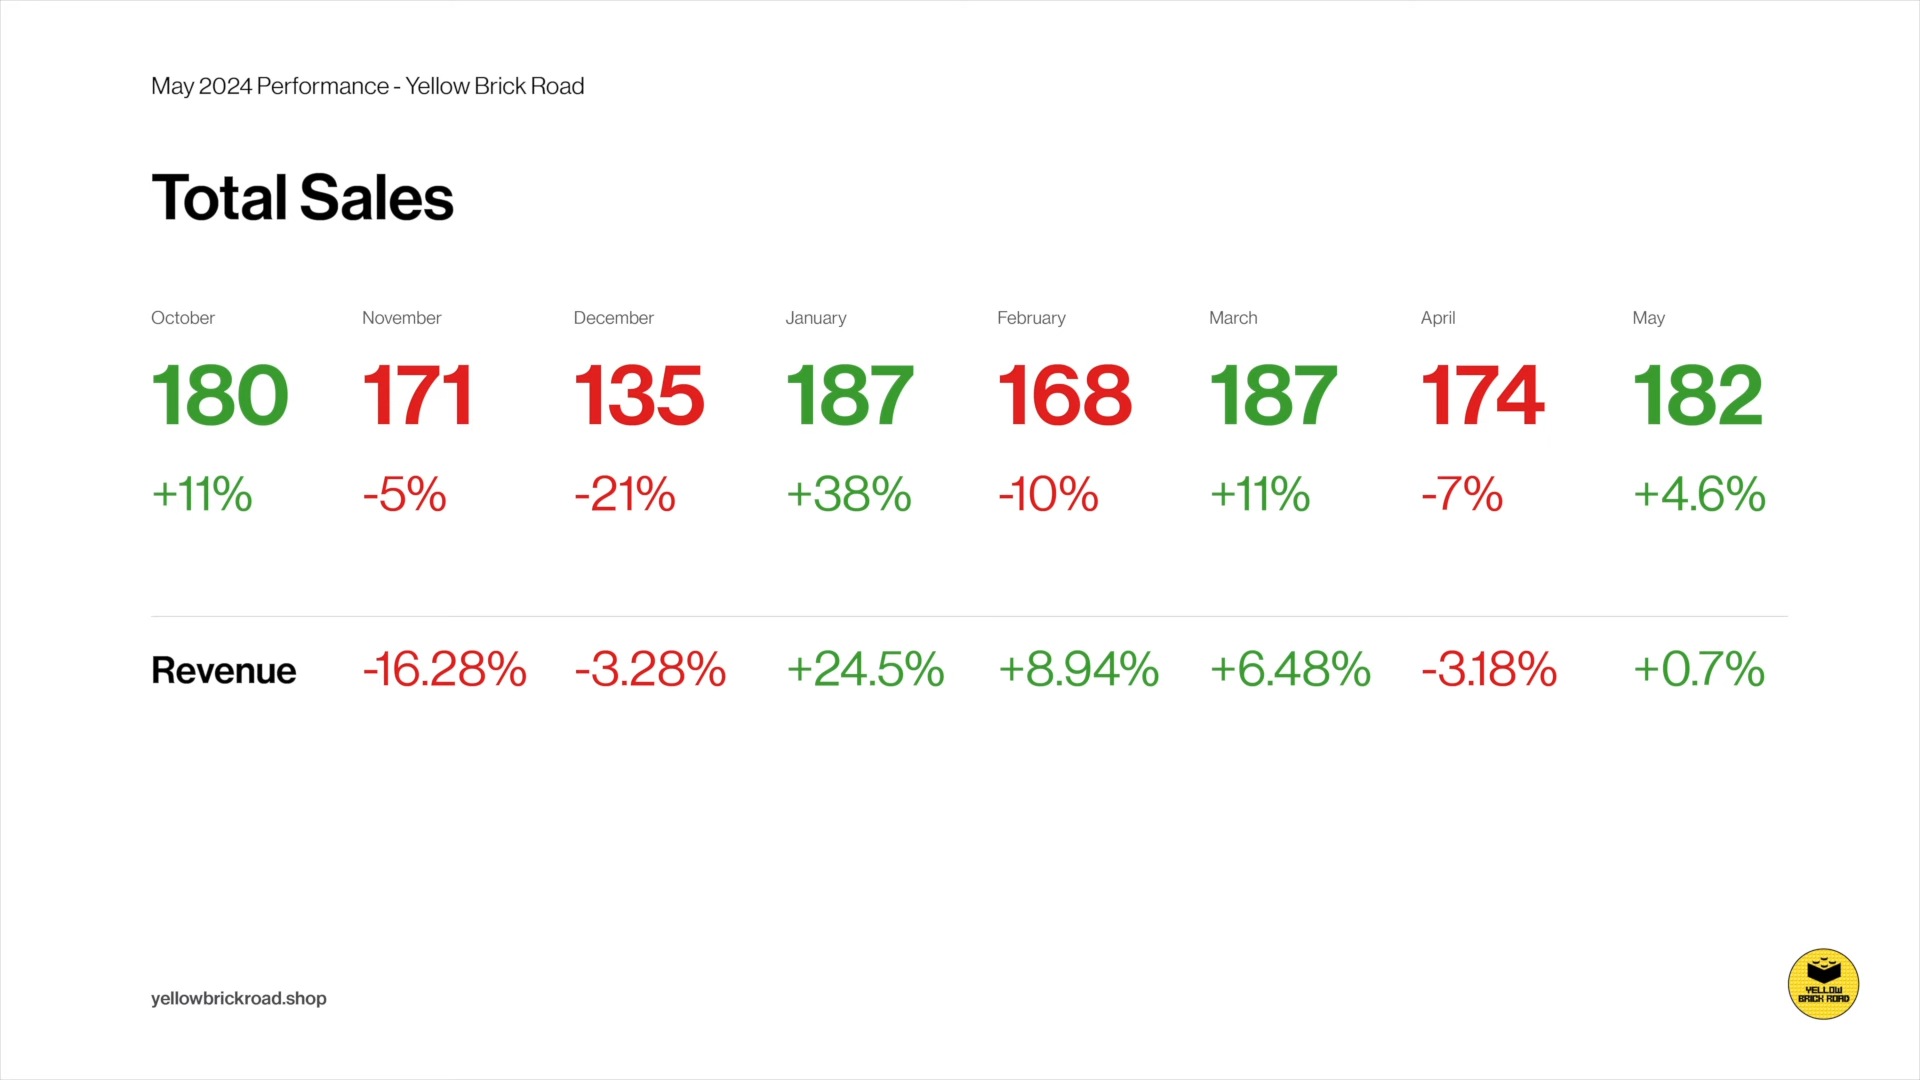 May 2024 Performance - Yellow Brick Road
Total Sales
October November December January February March April May
180 171 135 187 168 187 174 182
+11% -5% -21% +38% -10% +11% -7% +4.6%
Revenue -16.28% -3.28% +24.5% +8.94% +6.48% -3.18% +0.7%
yellowbrickroad.shop
YELLOW
BRICK ROAD